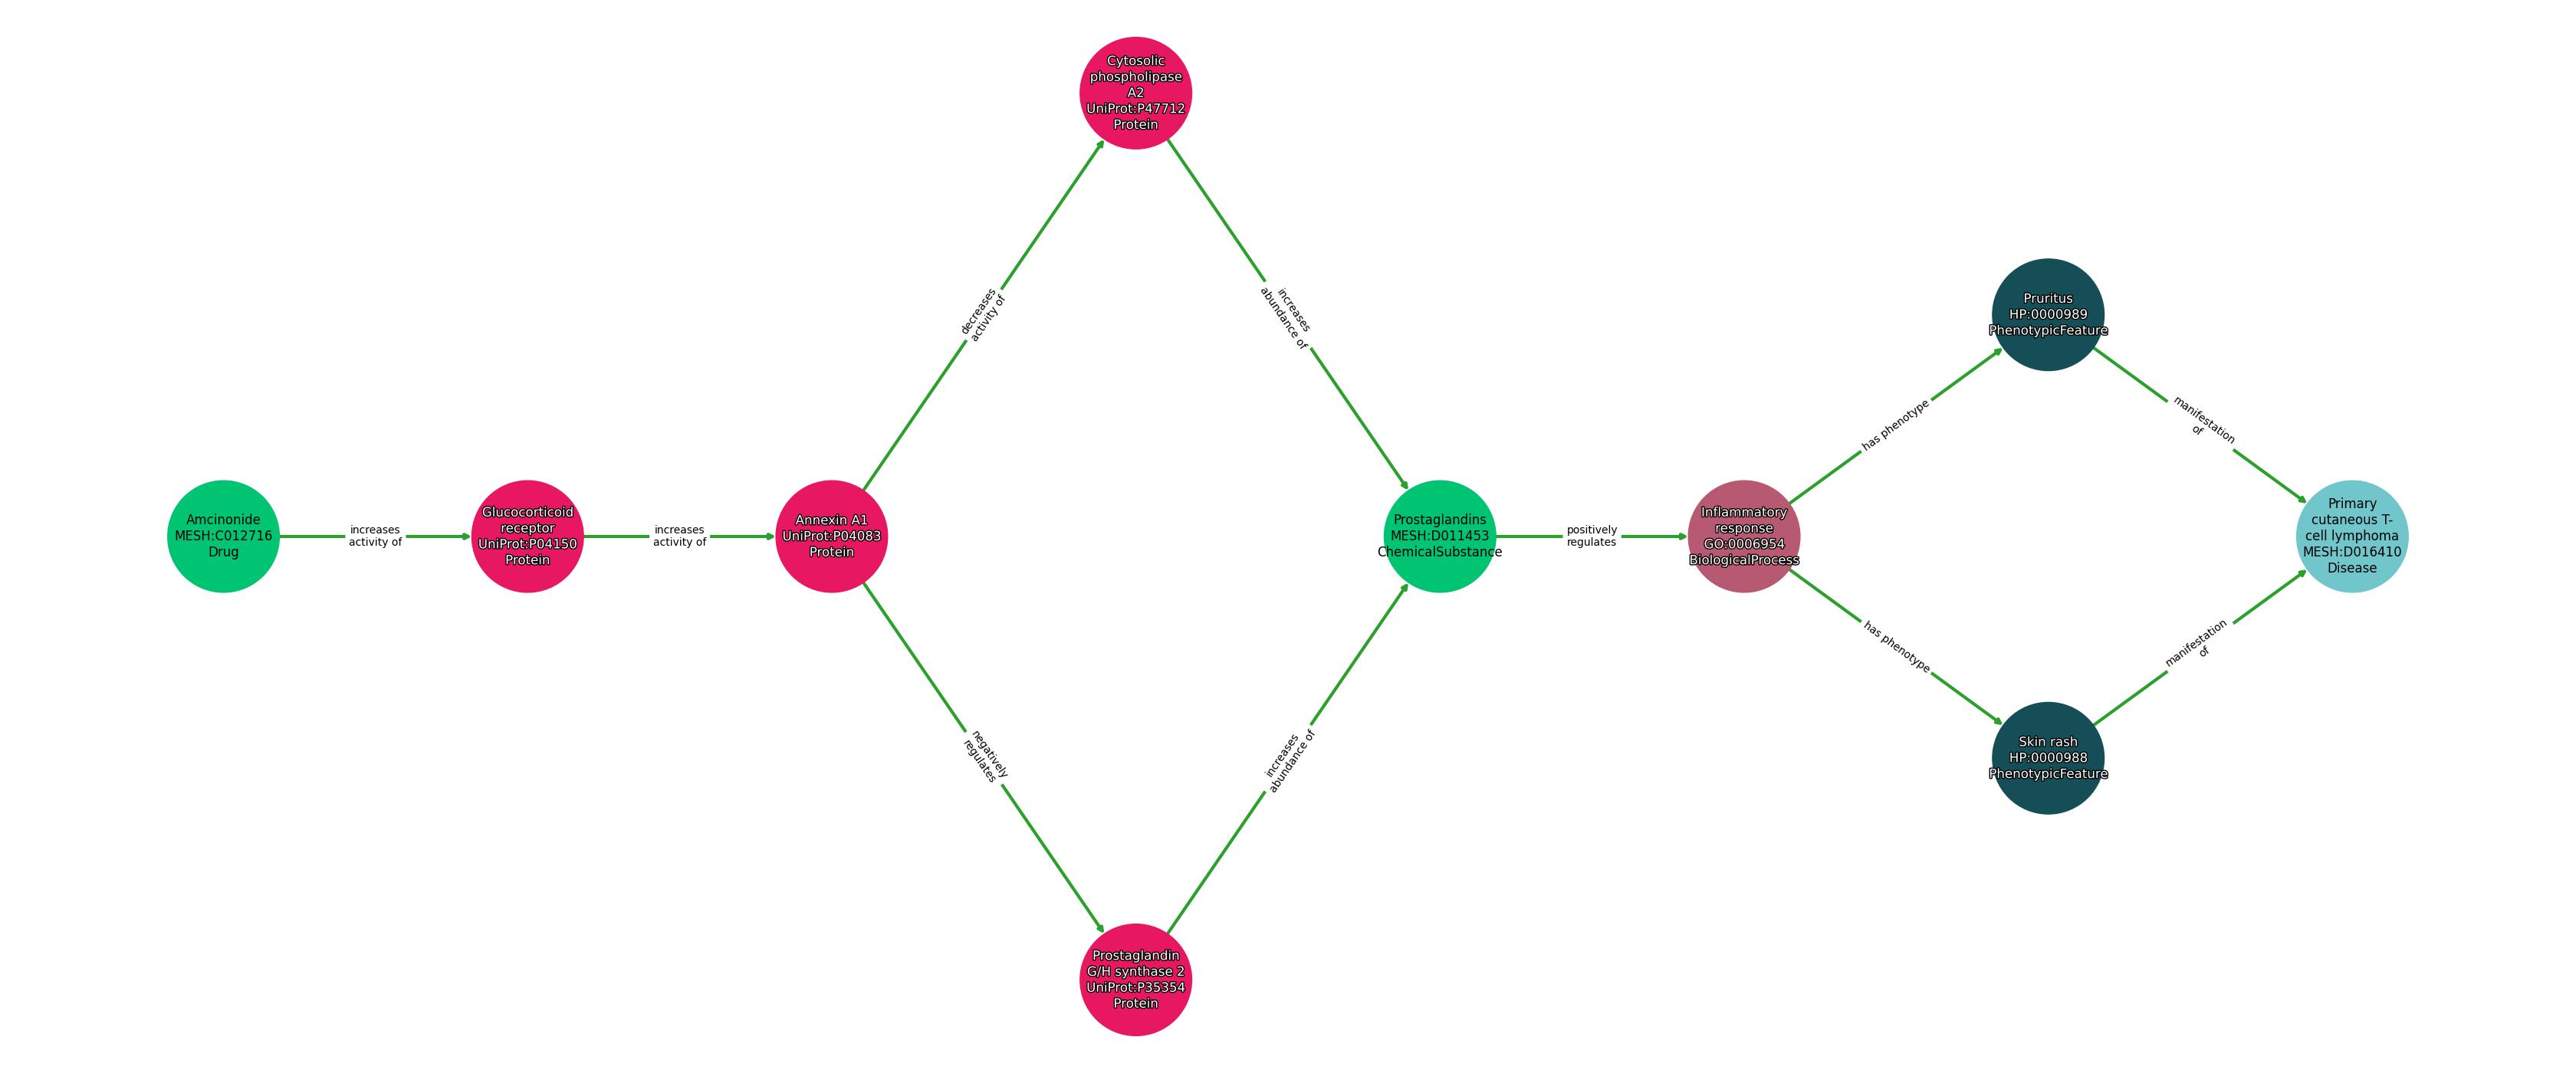 Cytosolic
phospholipase
A2
UniProt:P47712
Protein
decreases
activity of
increases
abundance of
Pruritus
HP:0000989
PhenotypicFeature
has phenotype
manifestation
of
Amcinonide
MESH:C012716
Drug
increases
activity of
Glucocorticoid
receptor
UniProt:P04150
Protein
increases
activity of
Annexin A1
UniProt:P04083
Protein
Prostaglandins
MESH:D011453
ChemicalSubstance
positively
regulates
Inflammatory
response
GO:0006954
BiologicalProcess
Primary
cutaneous T-
cell lymphoma
MESH:D016410
Disease
has phenotype
manifestation
of
Skin rash
HP:0000988
PhenotypicFeature
negatively
regulates
increases
abundance of
Prostaglandin
G/H synthase 2
UniProt:P35354
Protein